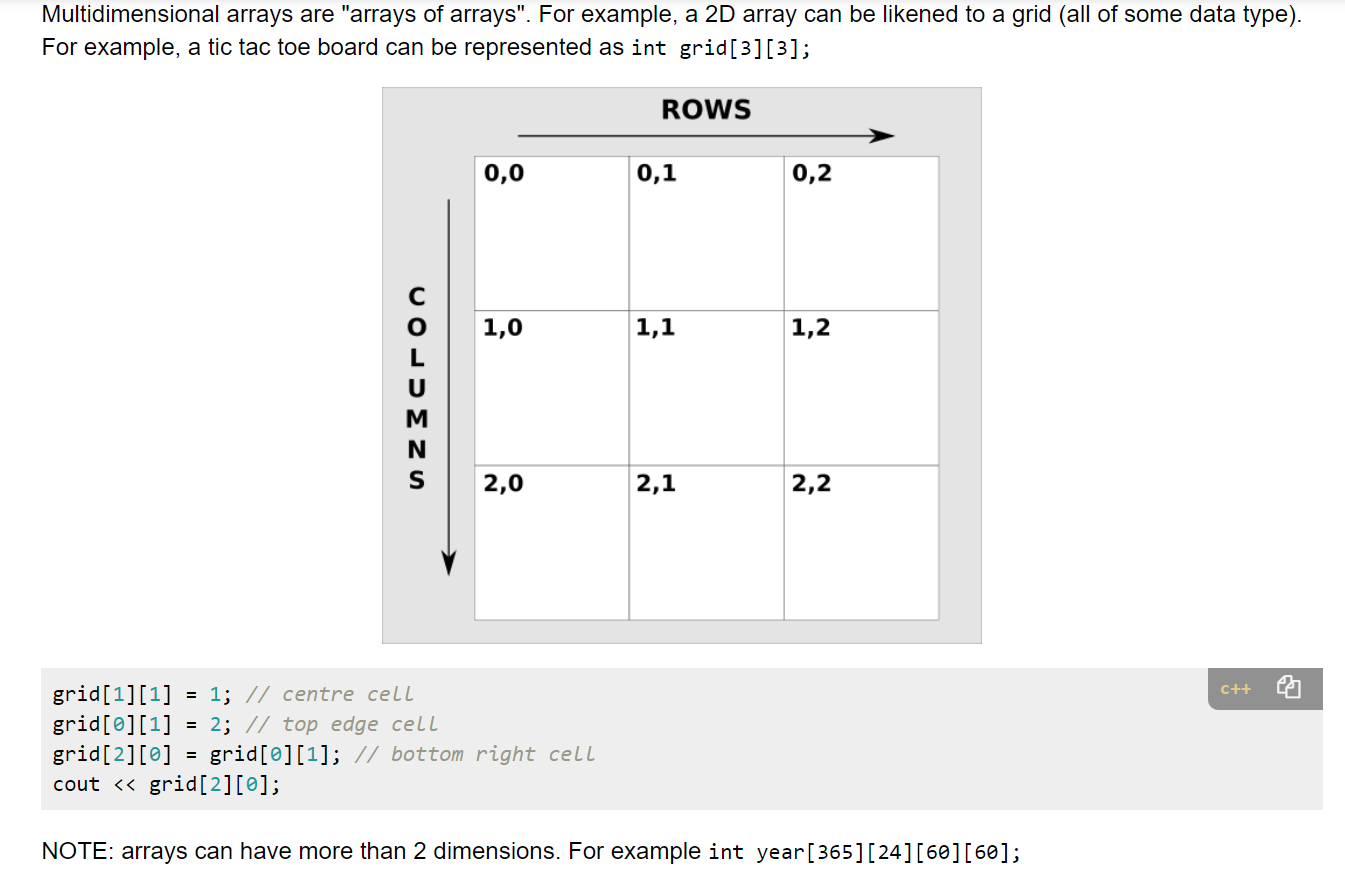 Multidimensional arrays are "arrays of arrays". For example, a 2D array can be likened to a grid (all of some data type).
For example, a tic tac toe board can be represented as int grid[3][3];
ROWS
COLUMNS
0,0 0,1 0,2
1,0 1,1 1,2
2,0 2,1 2,2
c++
grid[1][1] = 1; // centre cell
grid[0][1] = 2; // top edge cell
grid[2][0] = grid[0][1]; // bottom right cell
cout << grid[2][0];
NOTE: arrays can have more than 2 dimensions. For example int year[365][24][60][60];